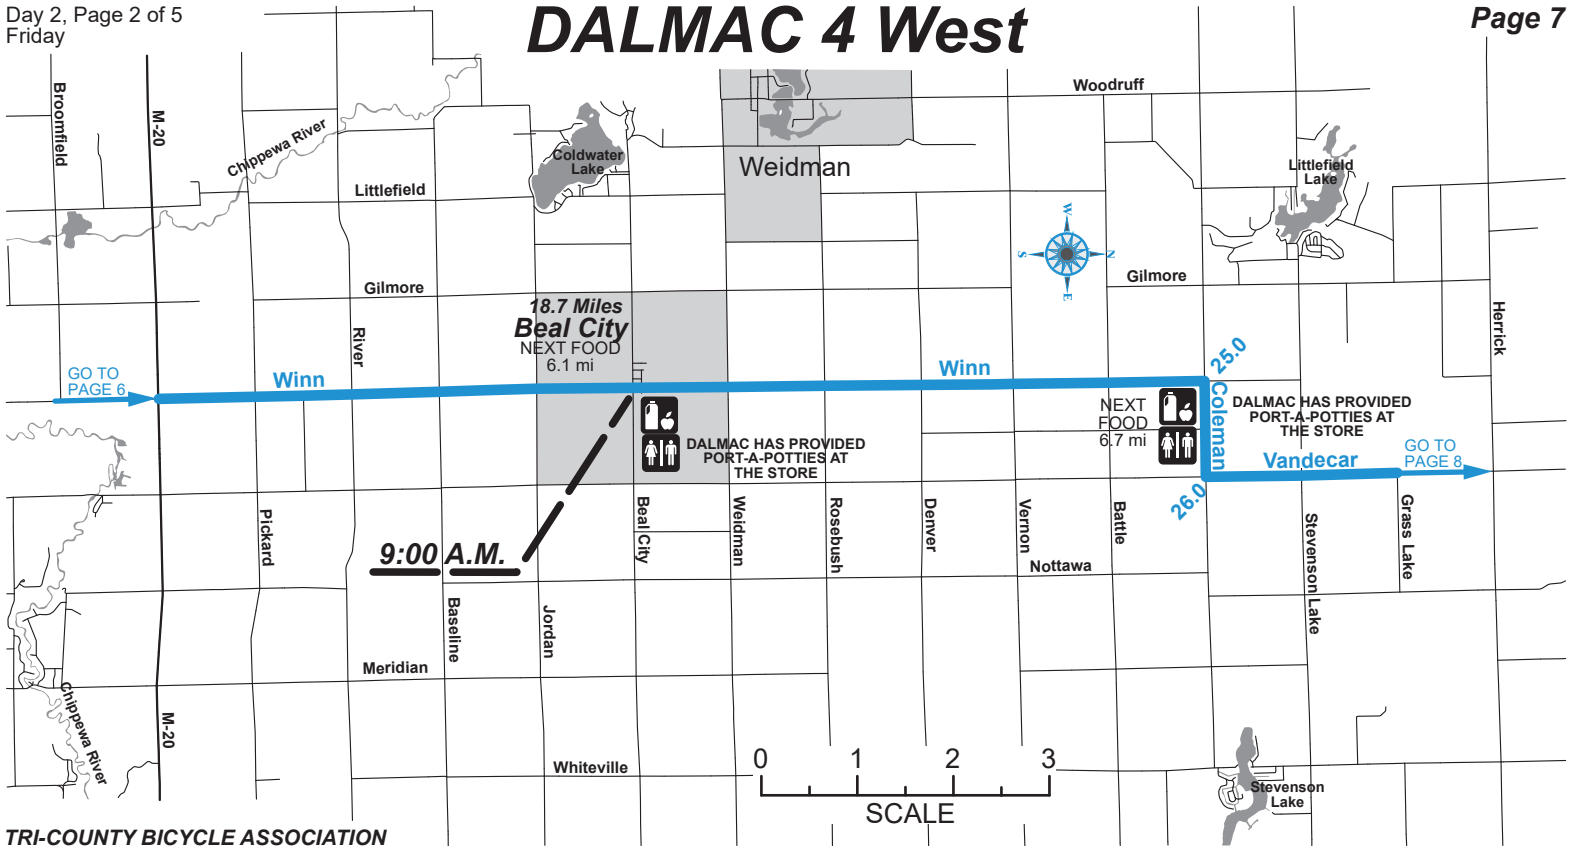 Day 2, Page 2 of 5
Friday
DALMAC 4 West
Page 7
Broomfield
M-20
Chippewa River
Coldwater
Lake
Littlefield
Weidman
Woodruff
Littlefield
Lake
W
S
N
E
Gilmore
Gilmore
18.7 Miles
Beal City
NEXT FOOD
6.1 mi
River
Herrick
GO TO
PAGE 6
Winn
Winn
25.0
Coleman
NEXT
FOOD
6.7 mi
DALMAC HAS PROVIDED
PORT-A-POTTIES AT
THE STORE
DALMAC HAS PROVIDED
PORT-A-POTTIES AT
THE STORE
Vandecar
GO TO
PAGE 8
26.0
Pickard
9:00 A.M.
Beal City
Weidman
Rosebush
Denver
Vernon
Battle
Stevenson Lake
Grass Lake
Nottawa
Baseline
Jordan
Meridian
Chippewa River
M-20
Whiteville
0 1 2 3
SCALE
Stevenson
Lake
TRI-COUNTY BICYCLE ASSOCIATION